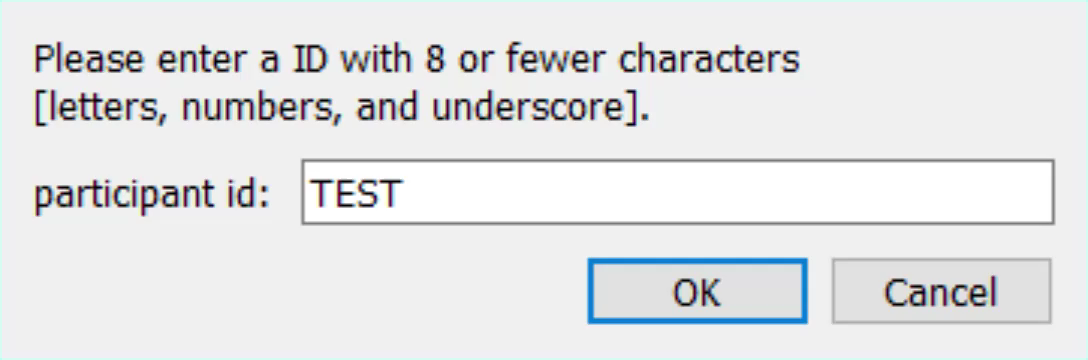 Please enter a ID with 8 or fewer characters
[letters, numbers, and underscore].
participant id: TEST
OK Cancel